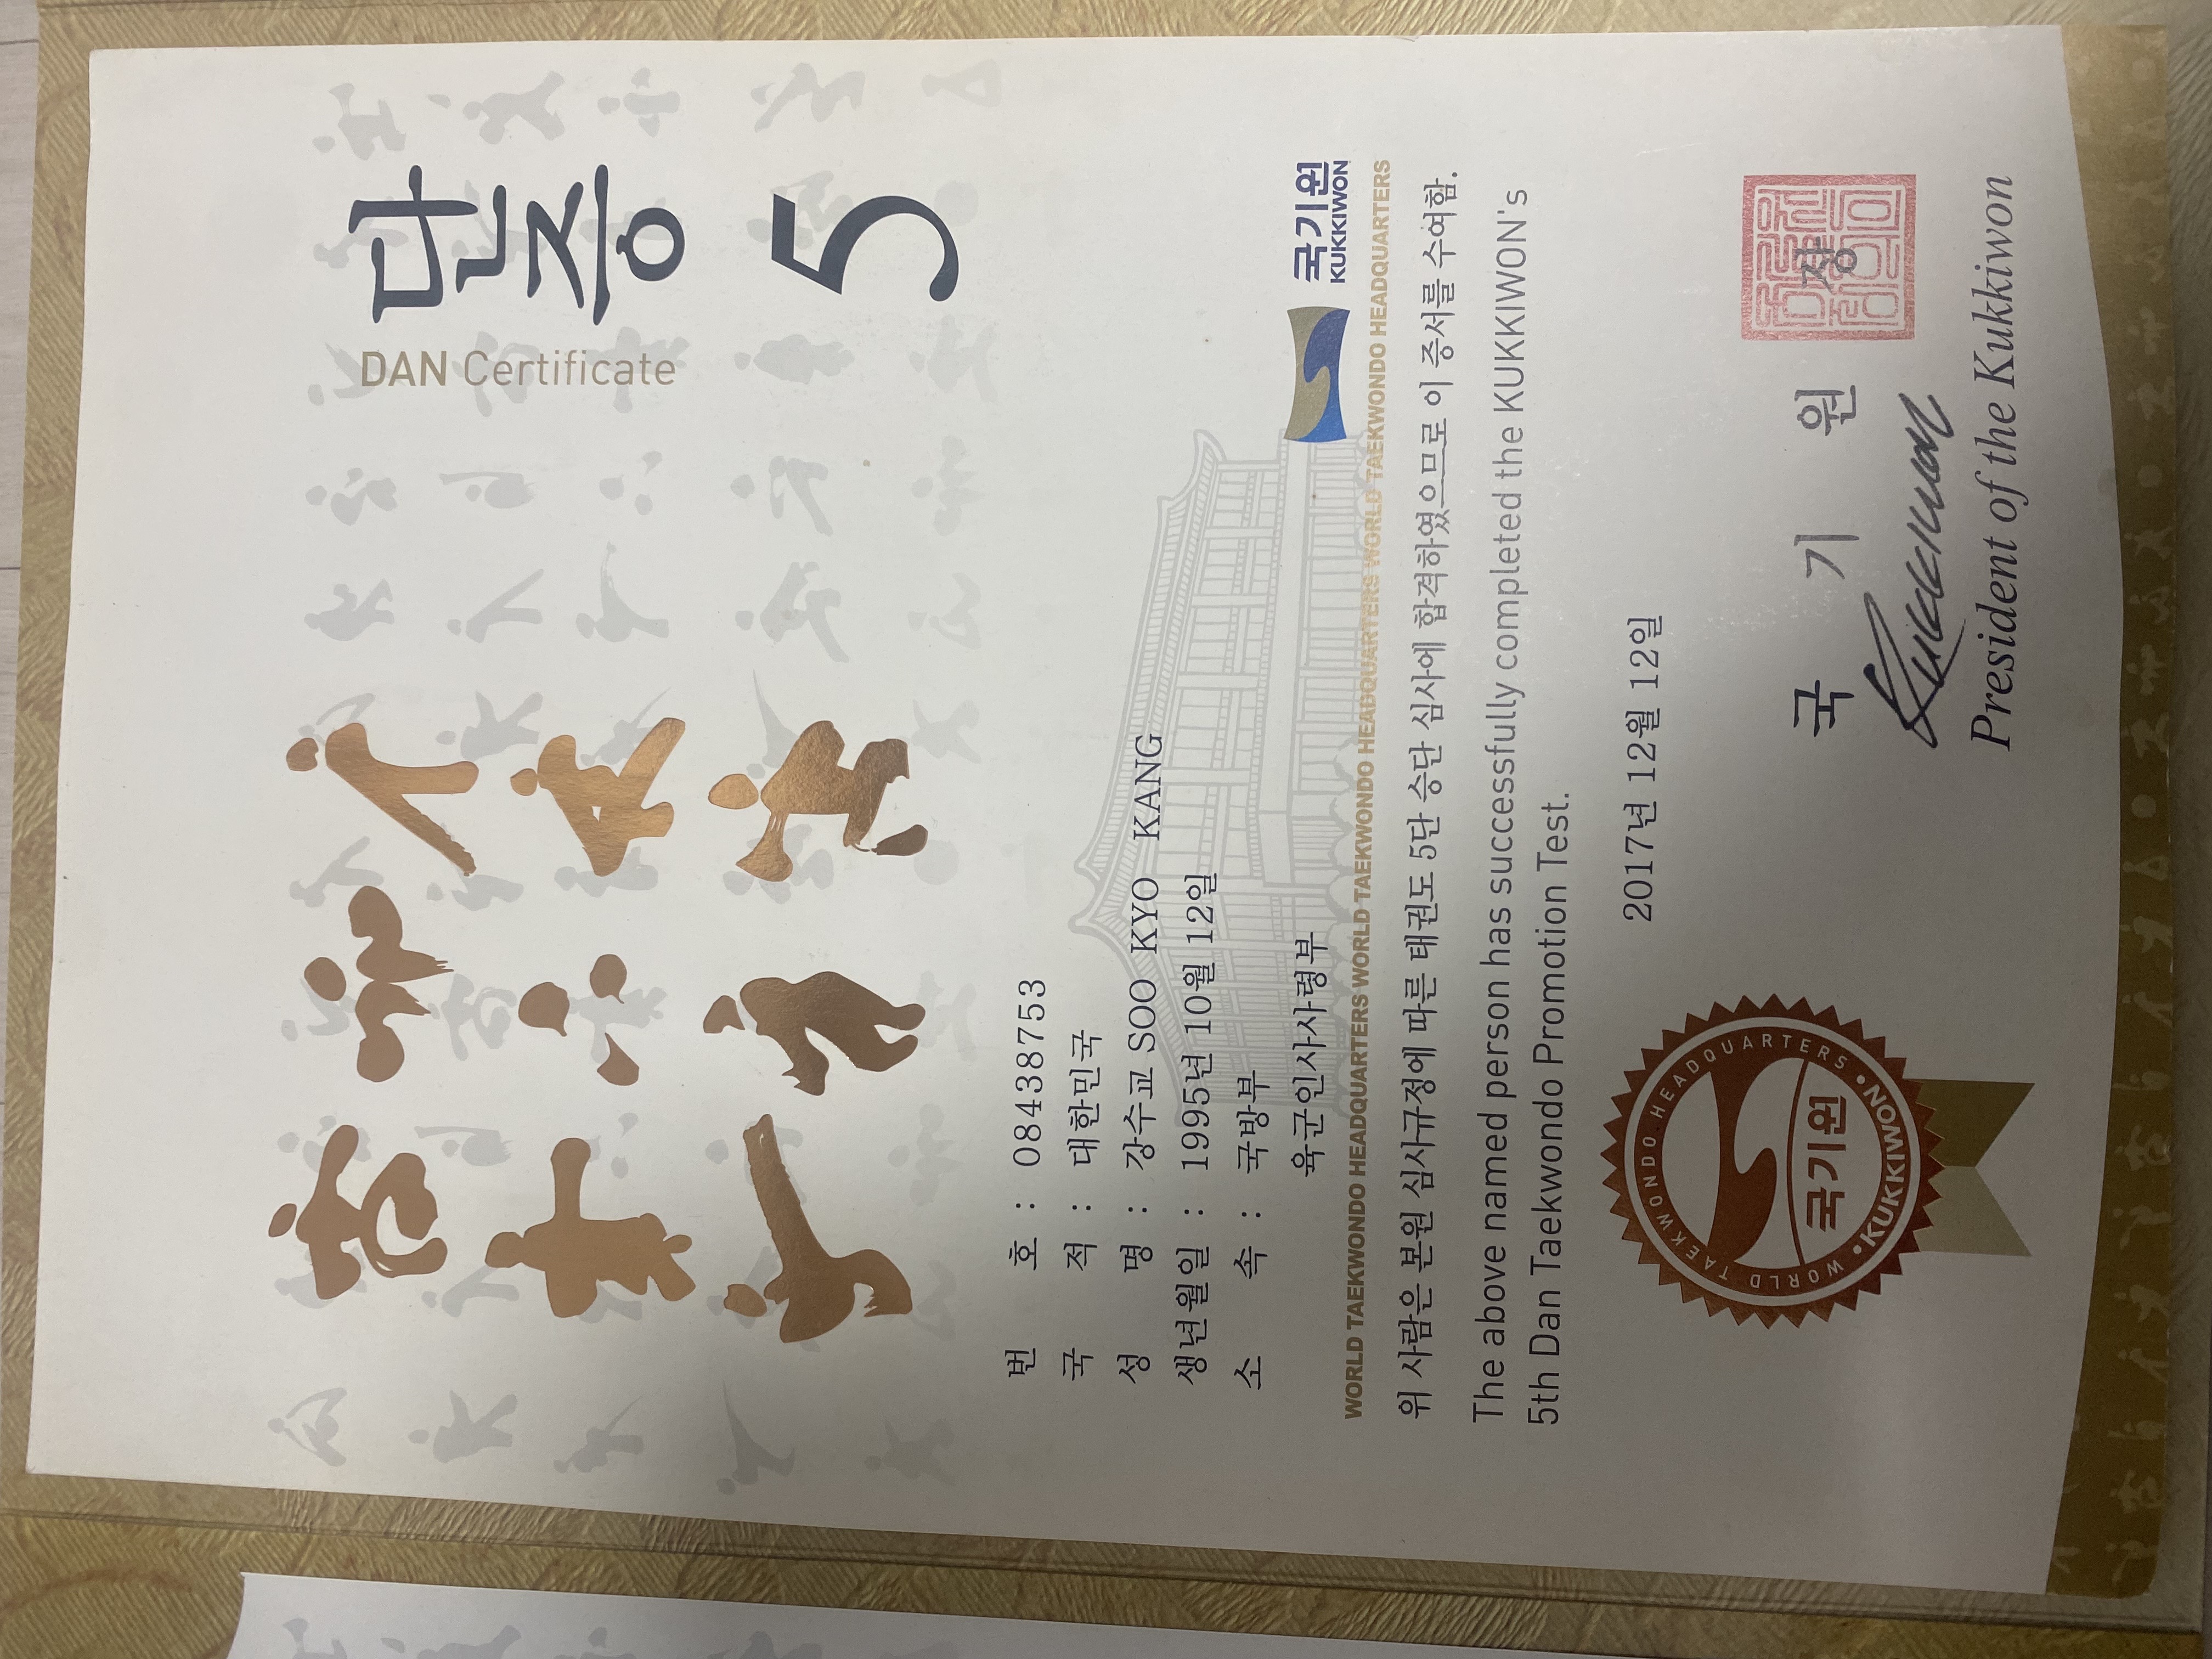 단증
DAN Certificate
5
번 호 : 08438753
국 적 : 대한민국
성 명 : 강수교 SOO KYO KANG
생년월일 : 1995년 10월 12일
소 속 : 국방부
육군인사사령부
국기원
KUKKIWON
WORLD TAEKWONDO HEADQUARTERS WORLD TAEKWONDO HEADQUARTERS WORLD TAEKWONDO HEADQUARTERS WORLD TAEKWONDO HEADQUARTERS
위 사람은 본원 심사규정에 따른 태권도 5단 승단 심사에 합격하였으므로 이 증서를 수여함.
The above named person has successfully completed the KUKKIWON's
5th Dan Taekwondo Promotion Test.
2017년 12월 12일
국 기 원 장
Kukkiwon
President of the Kukkiwon
WORLD TAEKWONDO HEADQUARTERS
국기원
•KUKKIWON•